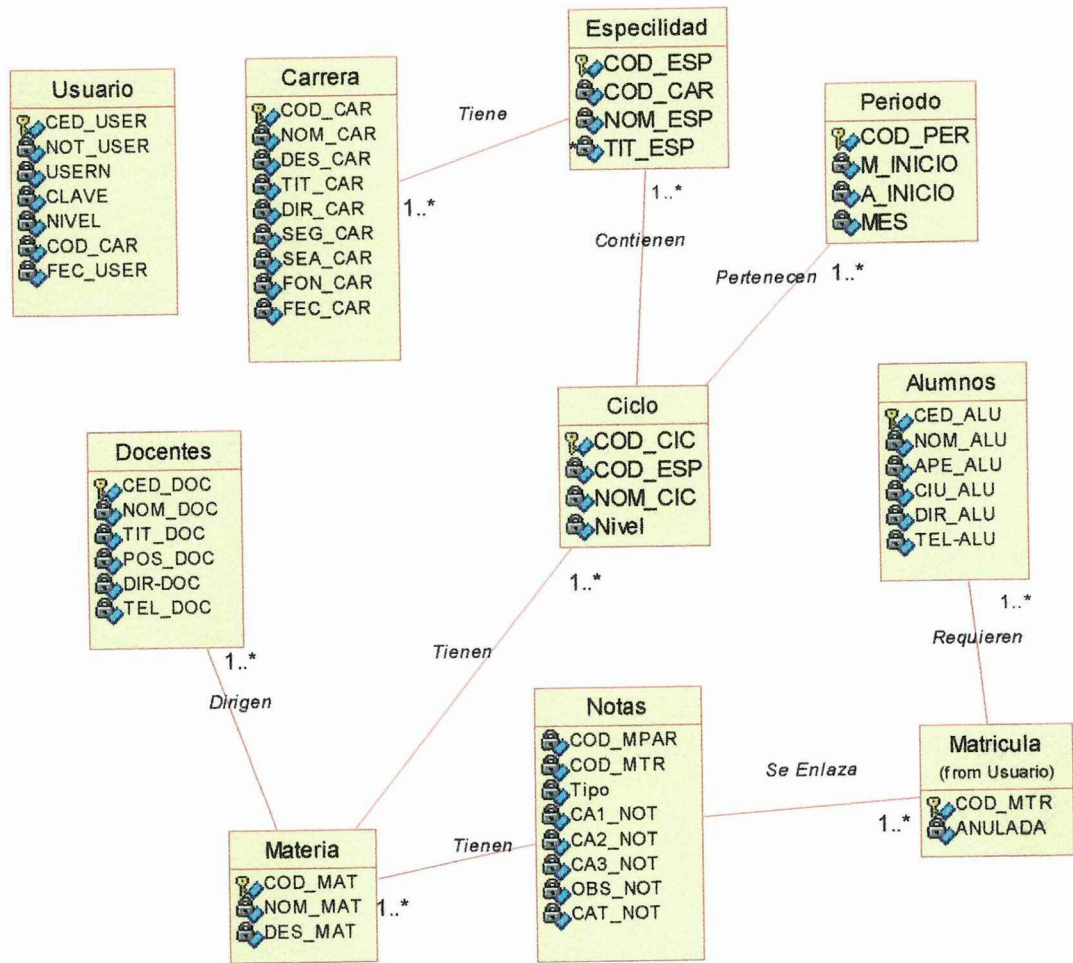 Usuario
CED_USER
NOT_USER
USERN
CLAVE
NIVEL
COD_CAR
FEC_USER
Carrera
COD_CAR
NOM_CAR
DES_CAR
TIT_CAR
DIR_CAR
SEG_CAR
SEA_CAR
FON_CAR
FEC_CAR
1..*
Tiene
Especilidad
COD_ESP
COD_CAR
NOM_ESP
*TIT_ESP
1..*
Contienen
Periodo
COD_PER
M_INICIO
A_INICIO
MES
1..*
Pertenecen
Docentes
CED_DOC
NOM_DOC
TIT_DOC
POS_DOC
DIR-DOC
TEL_DOC
1..*
Dirigen
Ciclo
COD_CIC
COD_ESP
NOM_CIC
Nivel
1..*
Tienen
Alumnos
CED_ALU
NOM_ALU
APE_ALU
CIU_ALU
DIR_ALU
TEL-ALU
1..*
Requieren
Materia
COD_MAT
NOM_MAT
DES_MAT
1..*
Tienen
Notas
COD_MPAR
COD_MTR
Tipo
CA1_NOT
CA2_NOT
CA3_NOT
OBS_NOT
CAT_NOT
Se Enlaza
1..*
Matricula
(from Usuario)
COD_MTR
ANULADA